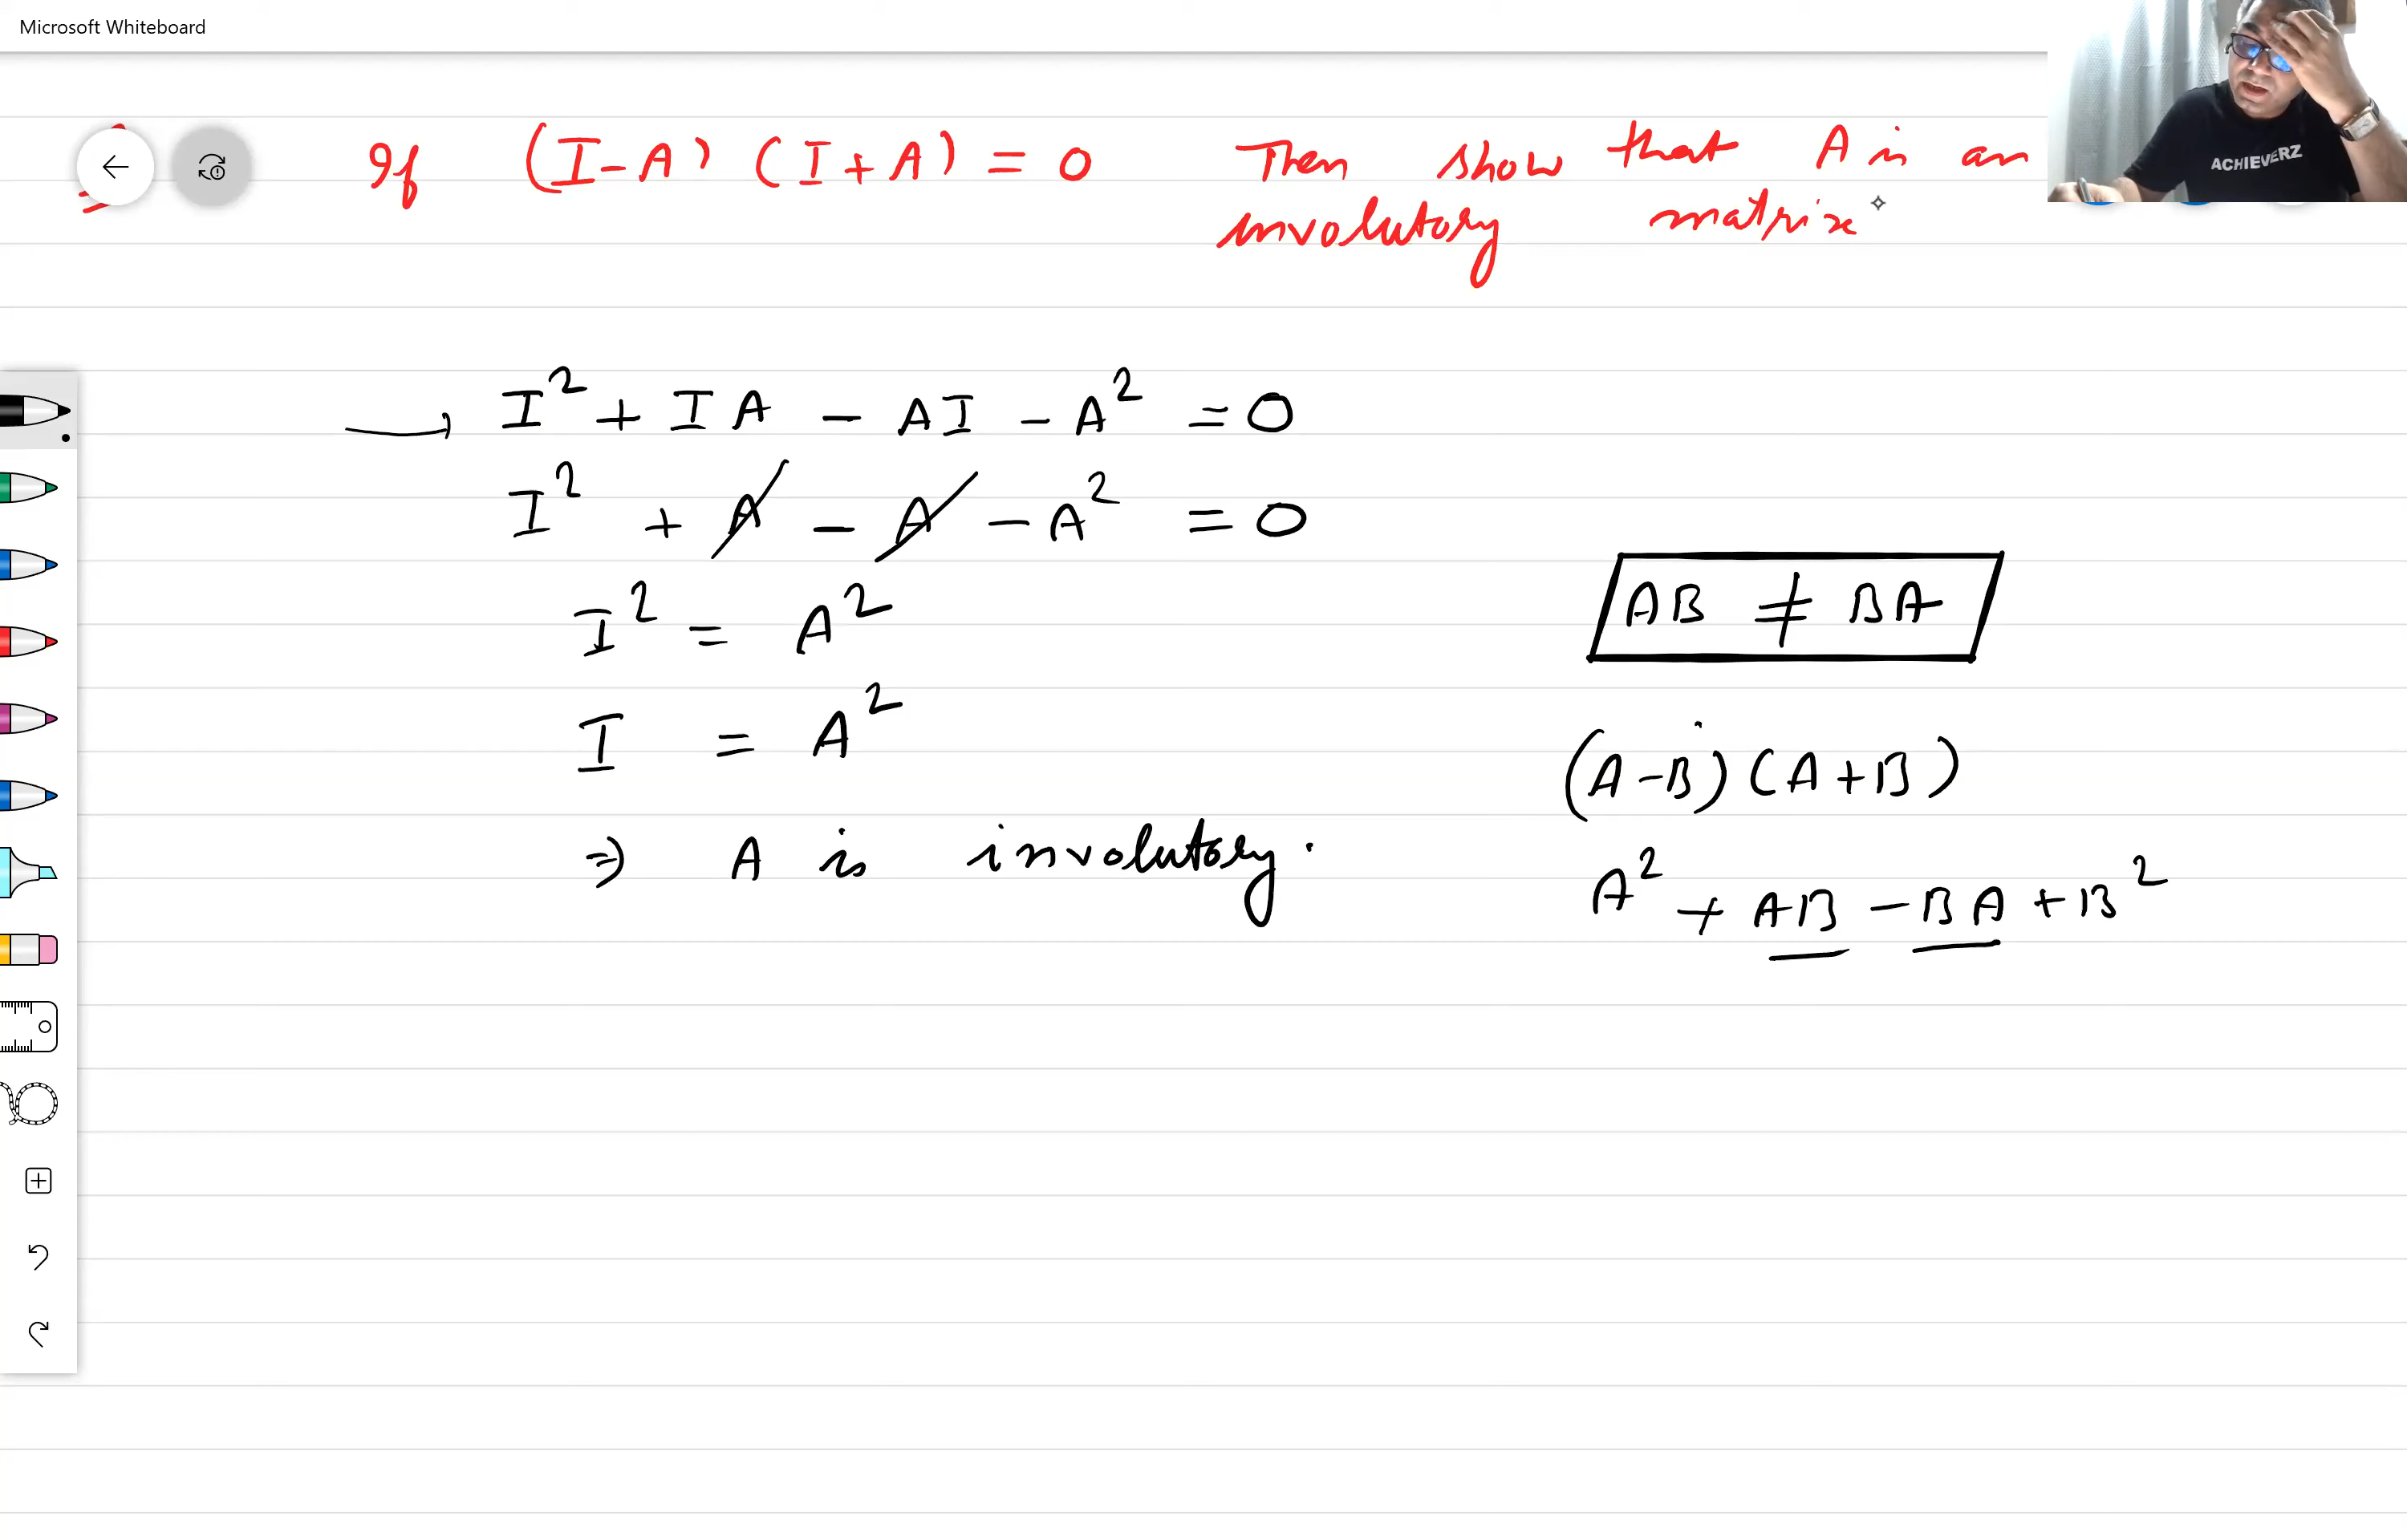 Microsoft Whiteboard
ACHIEVERZ
If (I-A) (I+A) = 0 Then show that A is an
involutory matrix
I² + IA - AI - A² = 0
I² + A - A - A² = 0
I² = A²
I = A²
⇒ A is involutory.
AB ≠ BA
(A-B) (A+B)
A² + AB - BA + B²